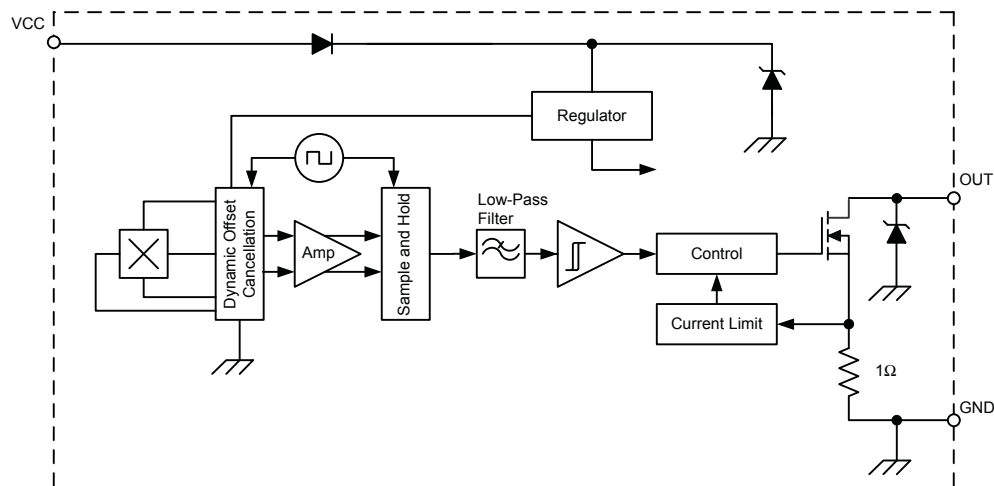 VCC
Regulator
OUT
Low-Pass
Filter
Dynamic Offset
Cancellation
Amp
Sample and Hold
Control
Current Limit
1Ω
GND